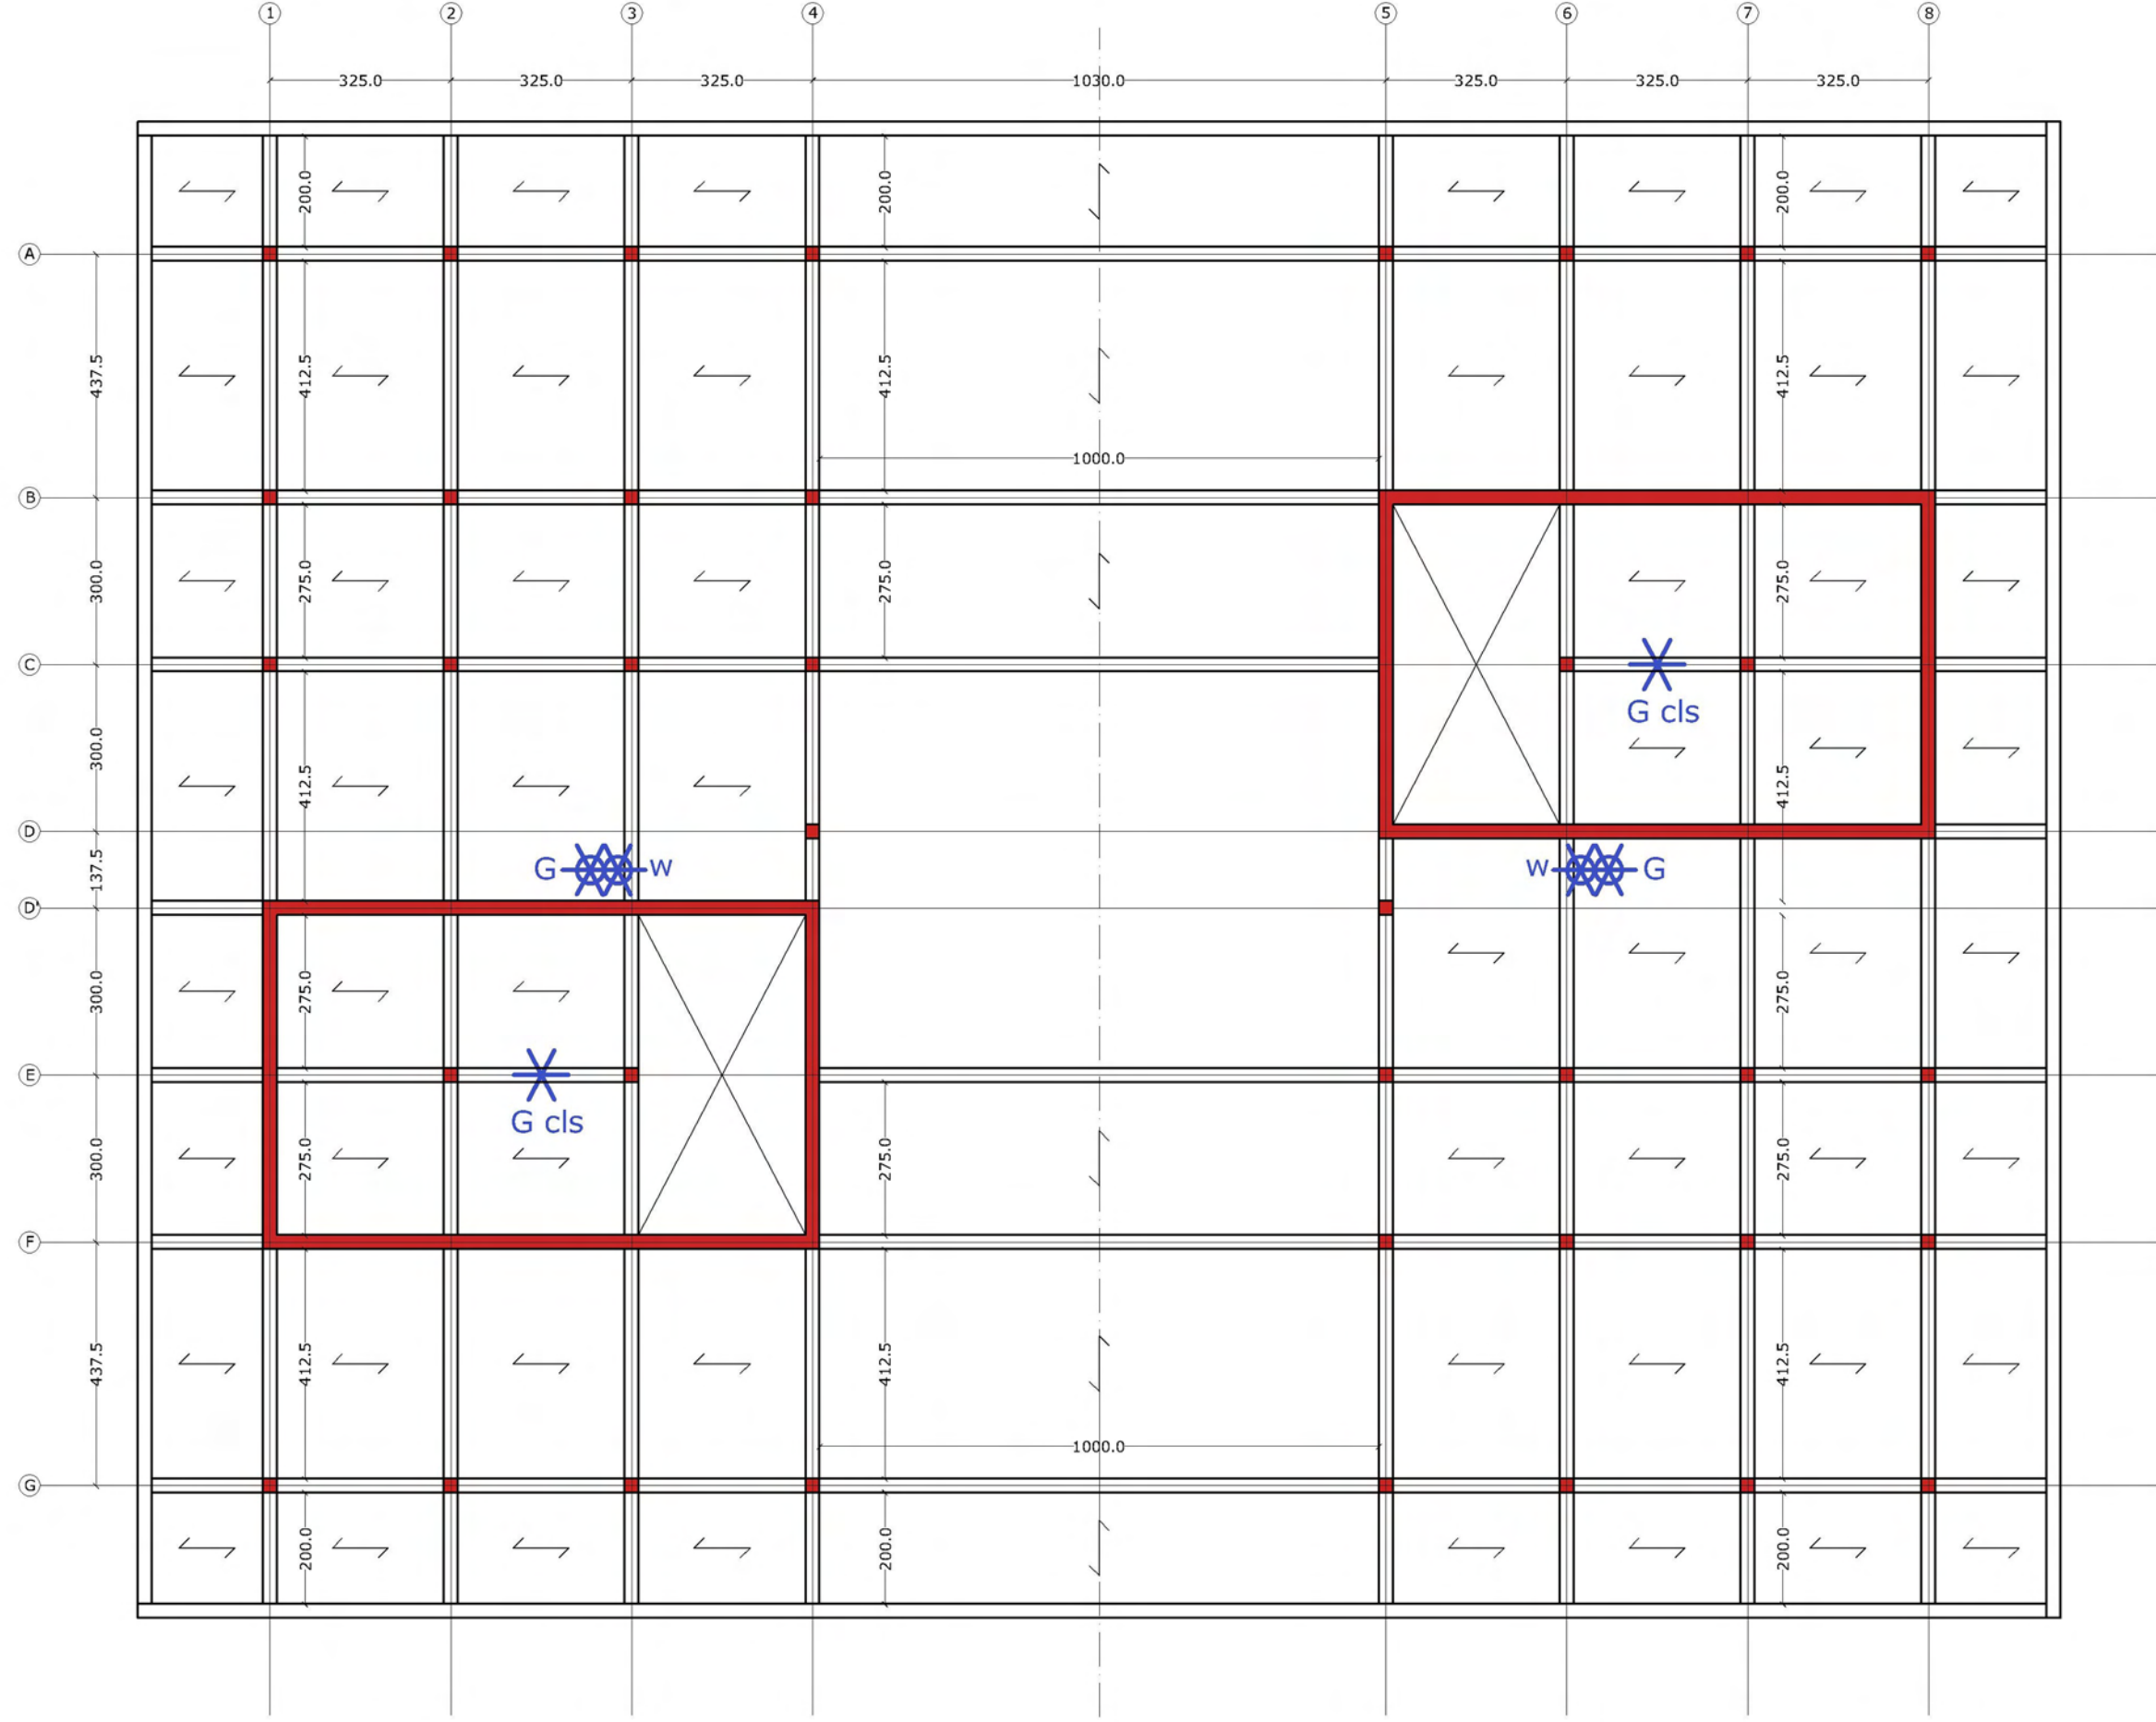 1 2 3 4 5 6 7 8
325.0 325.0 325.0 1030.0 325.0 325.0 325.0
200.0 200.0 200.0
A
437.5 412.5 412.5 412.5
1000.0
B
300.0 275.0 275.0 275.0
C
G cls
300.0 412.5 412.5
D
137.5 G w w G
D'
300.0 275.0 275.0
E
G cls
300.0 275.0 275.0 275.0
F
437.5 412.5 412.5 412.5
1000.0
G
200.0 200.0 200.0